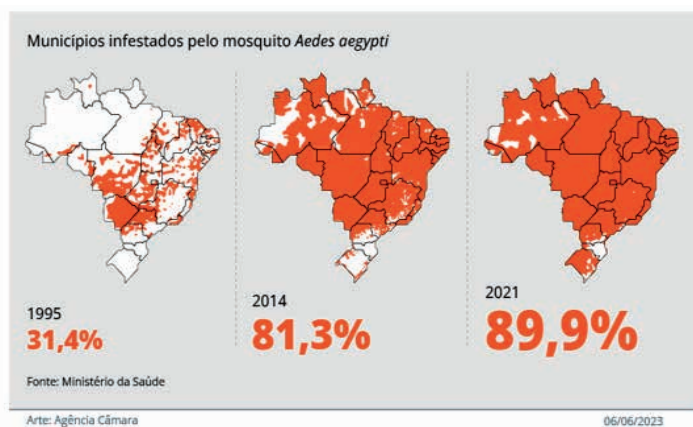 Municípios infestados pelo mosquito Aedes aegypti
1995
31,4%
2014
81,3%
2021
89,9%
Fonte: Ministério da Saúde
Arte: Agência Câmara
06/06/2023